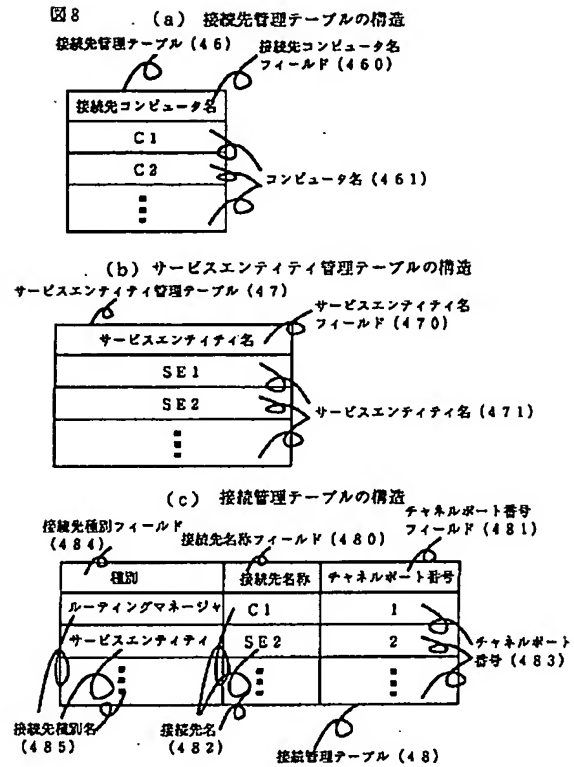 図8
(a) 接続先管理テーブルの構造
接続先管理テーブル (46)
接続先コンピュータ名
フィールド (460)
接続先コンピュータ名
C1
C2
コンピュータ名 (461)
(b) サービスエンティティ管理テーブルの構造
サービスエンティティ管理テーブル (47)
サービスエンティティ名
フィールド (470)
サービスエンティティ名
SE1
SE2
サービスエンティティ名 (471)
(c) 接続管理テーブルの構造
接続先種別フィールド
(484)
接続先名称フィールド (480)
チャネルポート番号
フィールド (481)
種別 接続先名称 チャネルポート番号
ルーティングマネージャ C1 1
サービスエンティティ SE2 2
チャネルポート
番号 (483)
接続先種別名
(485)
接続先名
(482)
接続管理テーブル (48)